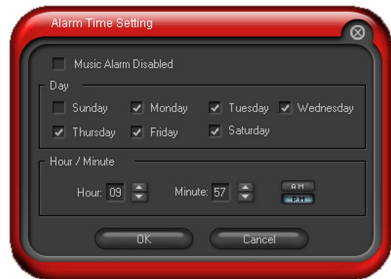 Alarm Time Setting
Music Alarm Disabled
Day
Sunday Monday Tuesday Wednesday
Thursday Friday Saturday
Hour / Minute
Hour: 09 Minute: 57 AM
PM
OK Cancel